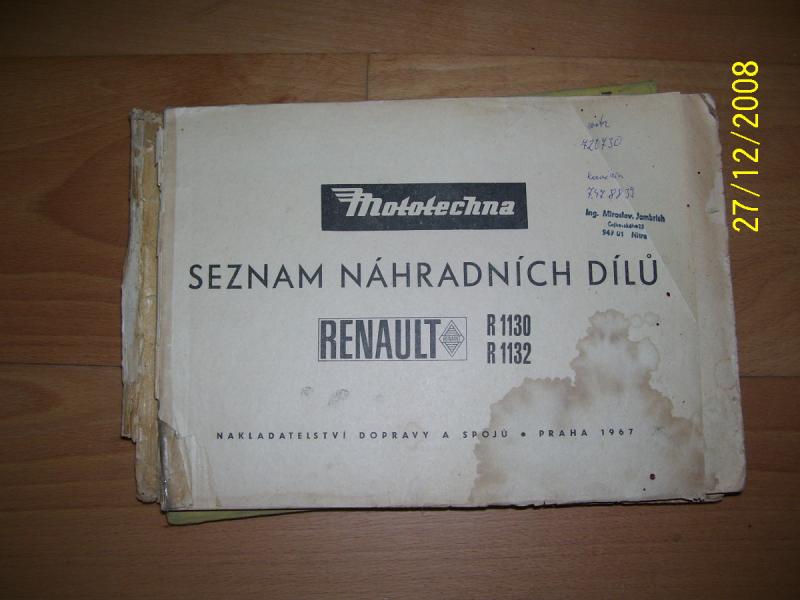 Mototechna
SEZNAM NÁHRADNÍCH DÍLŮ
RENAULT
RENAULT
R 1130
R 1132
NAKLADATELSTVÍ DOPRAVY A SPOJŮ • PRAHA 1967
Ing. Miroslav Jambrich
Nitra
27/12/2008